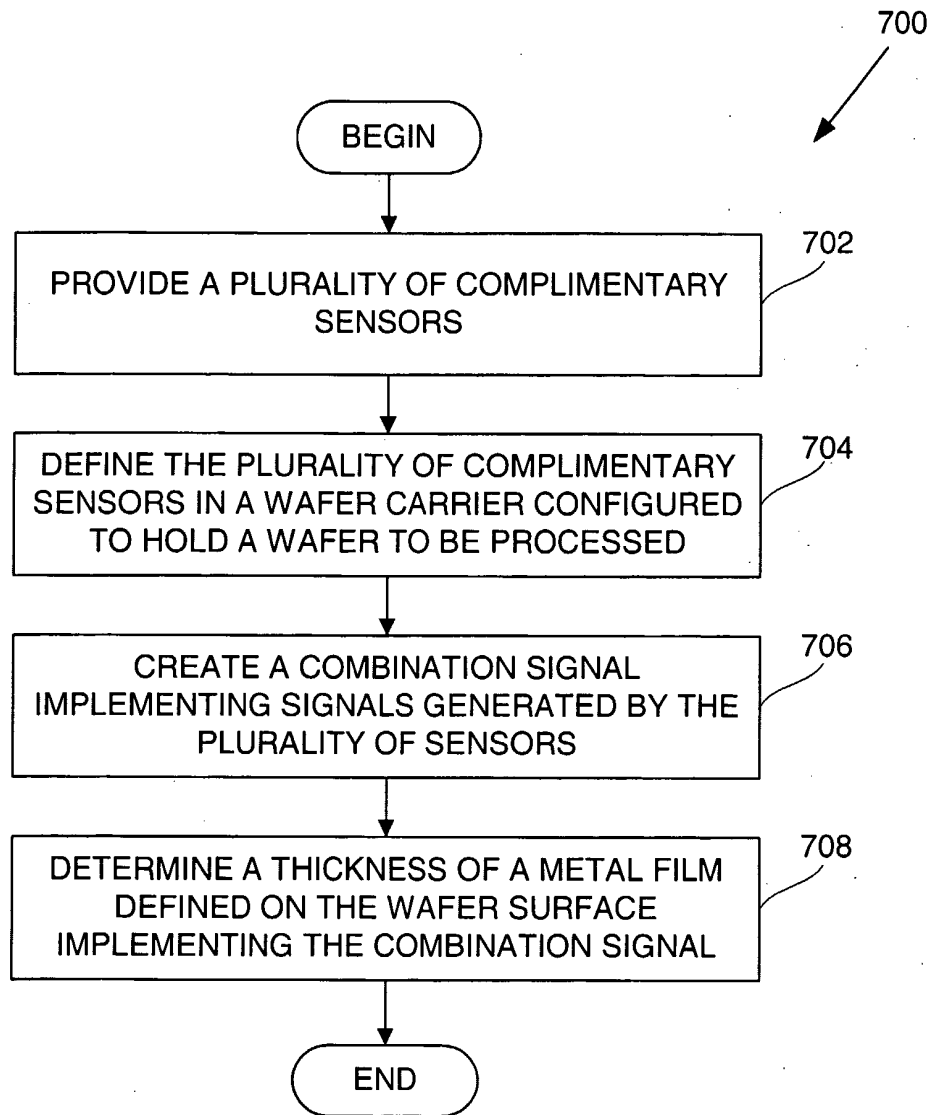 700
BEGIN
702
PROVIDE A PLURALITY OF COMPLIMENTARY
SENSORS
704
DEFINE THE PLURALITY OF COMPLIMENTARY
SENSORS IN A WAFER CARRIER CONFIGURED
TO HOLD A WAFER TO BE PROCESSED
706
CREATE A COMBINATION SIGNAL
IMPLEMENTING SIGNALS GENERATED BY THE
PLURALITY OF SENSORS
708
DETERMINE A THICKNESS OF A METAL FILM
DEFINED ON THE WAFER SURFACE
IMPLEMENTING THE COMBINATION SIGNAL
END